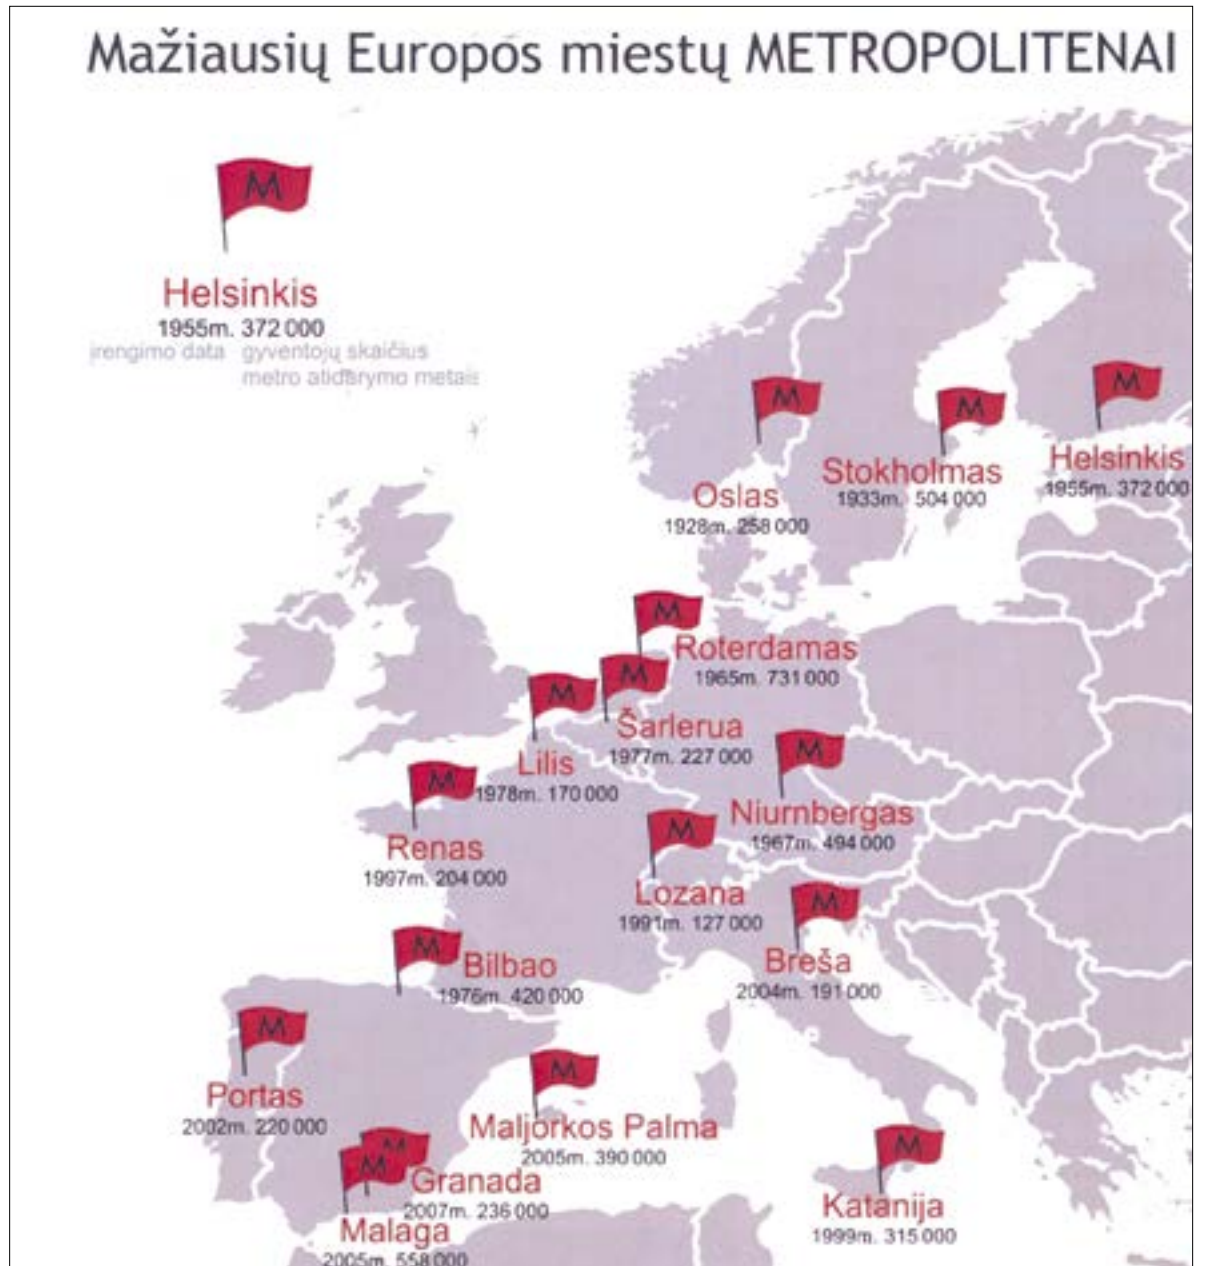 Mažiausių Europos miestų METROPOLITENAI
M
Helsinkis
1955m. 372 000
įrengimo data gyventojų skaičius
metro atidarymo metais
M
Oslas
1928m. 258 000
M
Stokholmas
1933m. 504 000
M
Helsinkis
1955m. 372 000
M
Roterdamas
1965m. 731 000
M
Šarlerua
1977m. 227 000
M
Lilis
1978m. 170 000
M
Niurnbergas
1967m. 494 000
M
Renas
1997m. 204 000
M
Lozana
1991m. 127 000
M
Breša
2004m. 191 000
M
Bilbao
1976m. 420 000
M
Portas
2002m. 220 000
M
Maljorkos Palma
2005m. 390 000
M
Granada
2007m. 236 000
M
Malaga
2005m. 558 000
M
Katanija
1999m. 315 000